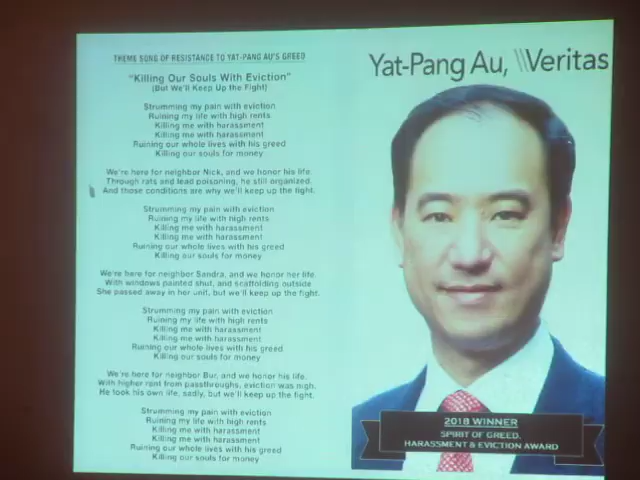 THEME SONG OF RESISTANCE TO YAT-PANG AU'S GREED
"Killing Our Souls With Eviction"
(But We'll Keep Up the Fight)
Strumming my pain with eviction
Ruining my life with high rents
Killing me with harassment
Killing me with harassment
Ruining our whole lives with his greed
Killing our souls for money
We're here for neighbor Nick, and we honor his life.
Through rats and lead poisoning, he still organized.
And those conditions are why we'll keep up the fight.
Strumming my pain with eviction
Ruining my life with high rents
Killing me with harassment
Killing me with harassment
Ruining our whole lives with his greed
Killing our souls for money
We're here for neighbor Sandra, and we honor her life.
With windows painted shut, and scaffolding outside
She passed away in her unit, but we'll keep up the fight.
Strumming my pain with eviction
Ruining my life with high rents
Killing me with harassment
Killing me with harassment
Ruining our whole lives with his greed
Killing our souls for money
We're here for neighbor Bur, and we honor his life.
With higher rent from passthroughs, eviction was nigh.
He took his own life, sadly, but we'll keep up the fight.
Strumming my pain with eviction
Ruining my life with high rents
Killing me with harassment
Killing me with harassment
Ruining our whole lives with his greed
Killing our souls for money
Yat-Pang Au, \\Veritas
2018 WINNER
SPIRIT OF GREED,
HARASSMENT & EVICTION AWARD